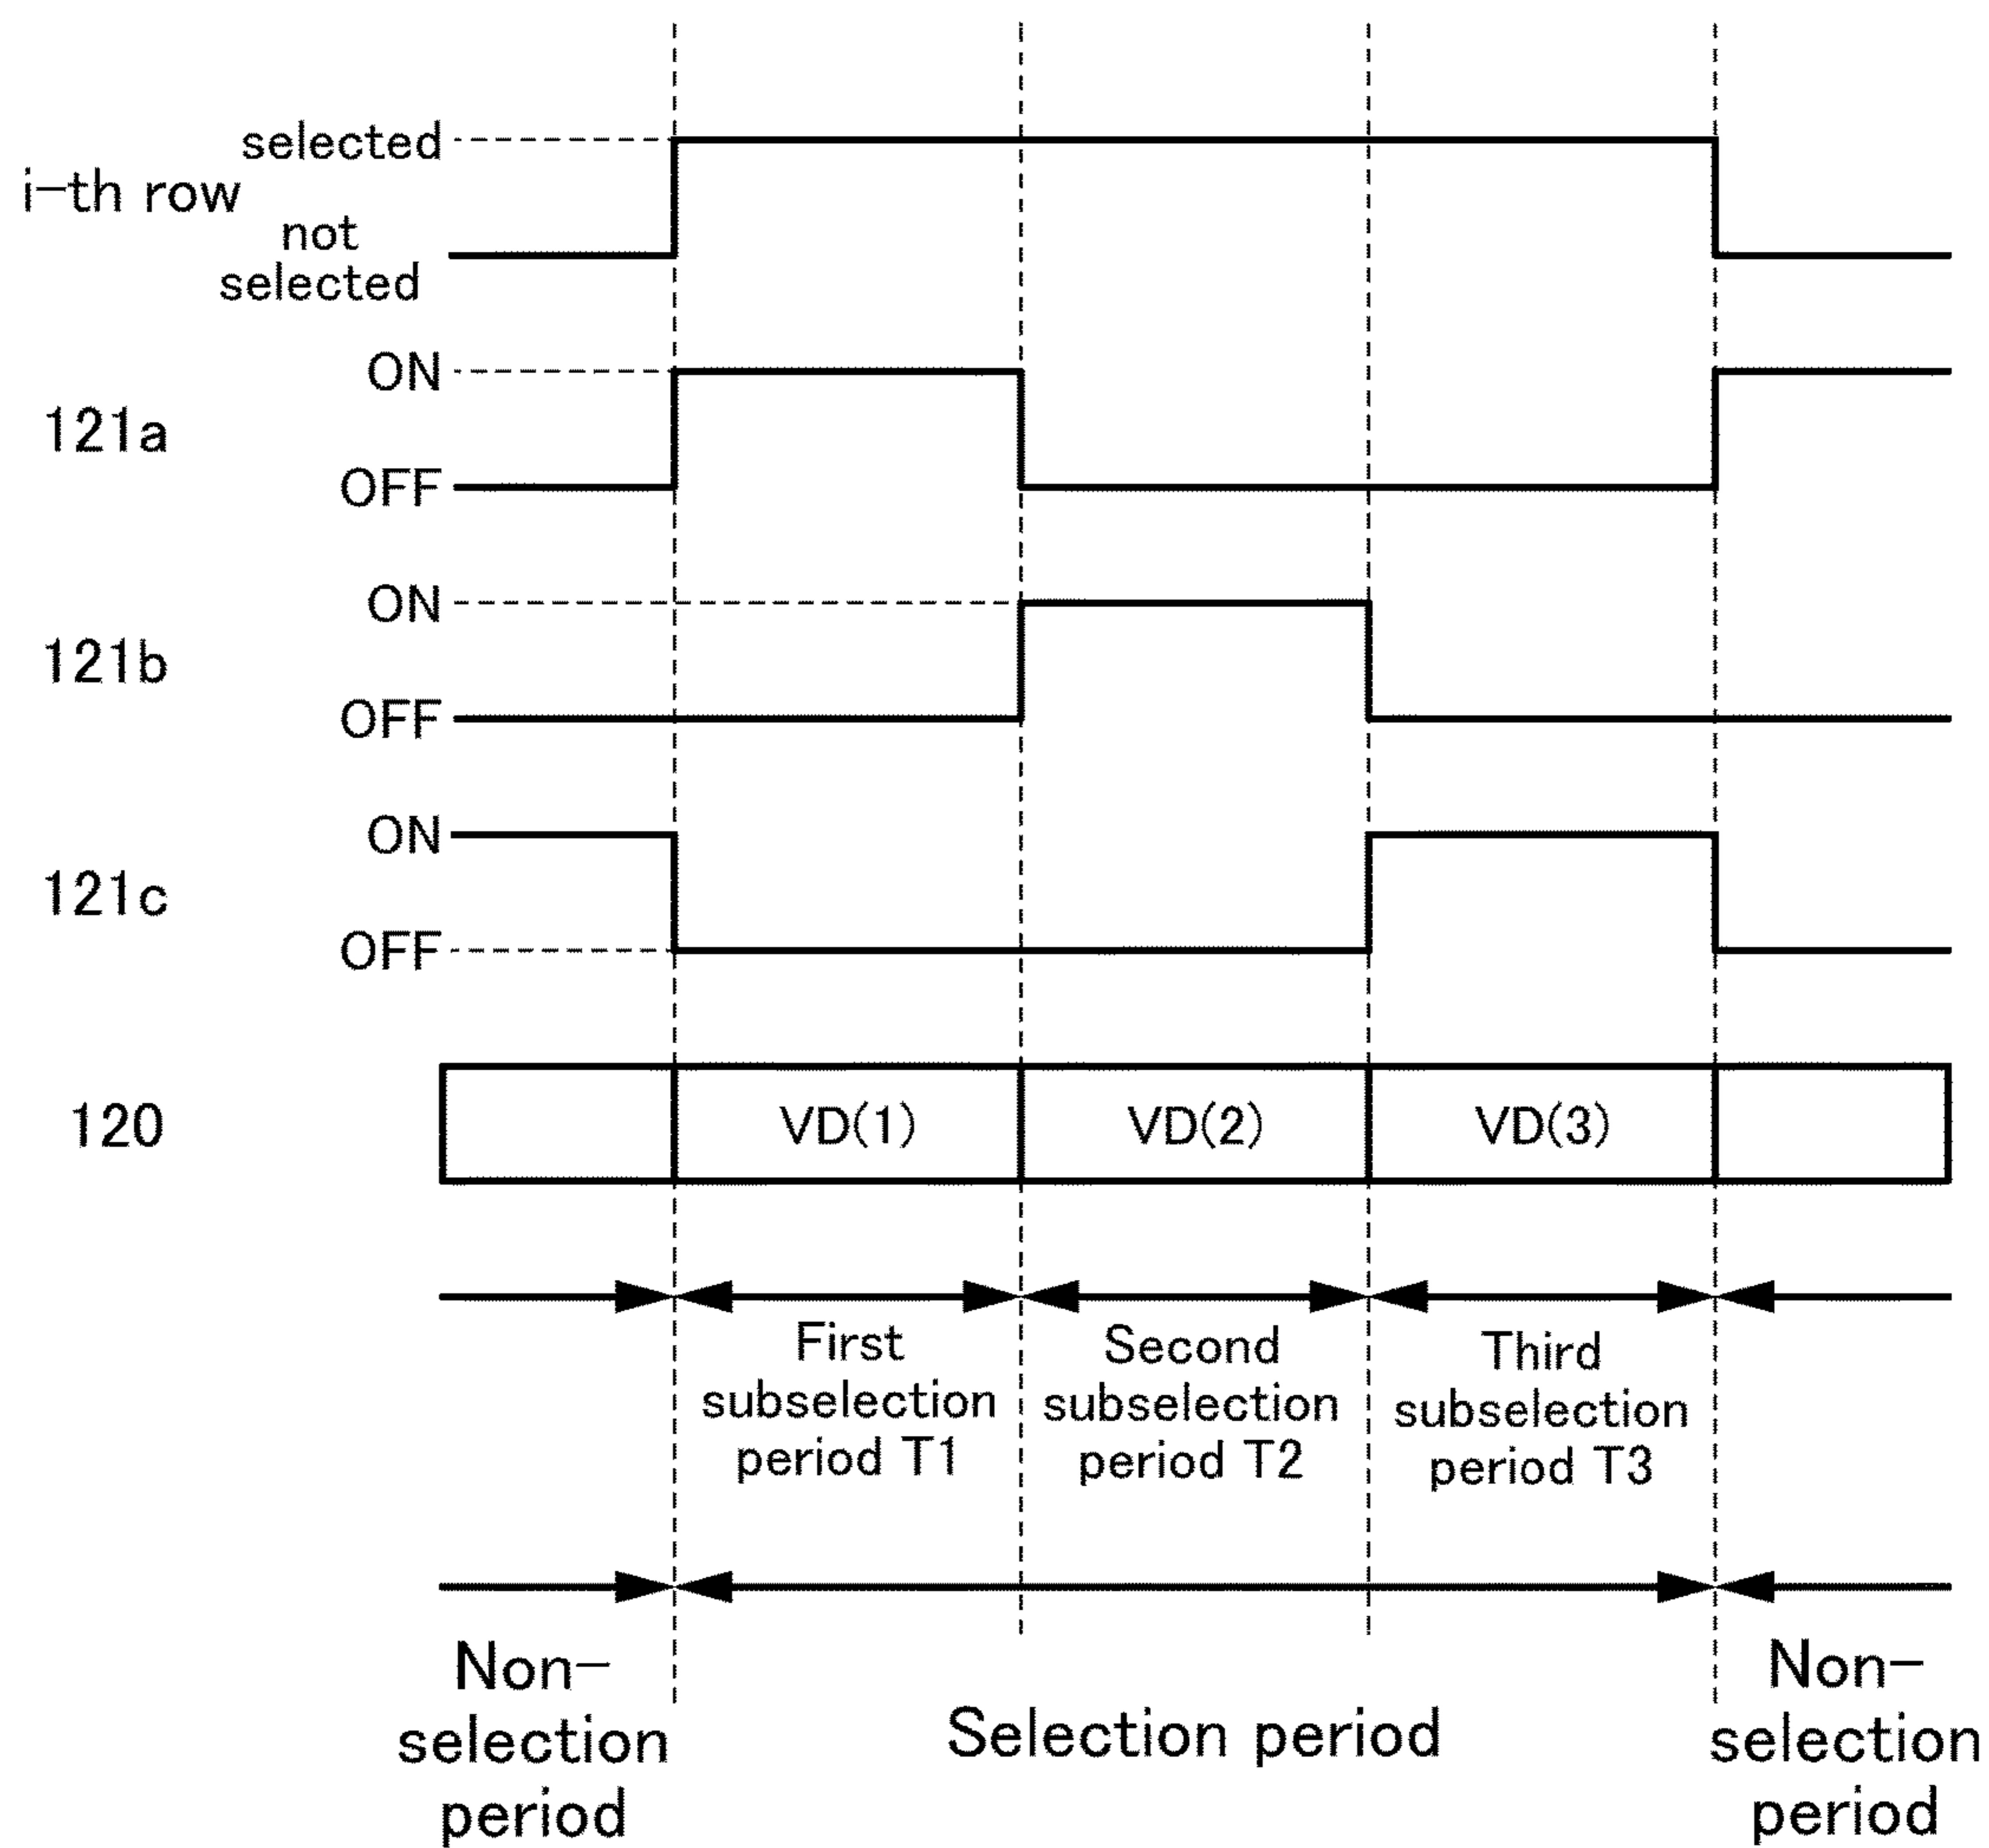 selected
i-th row
not
selected
ON
121a
OFF
ON
121b
OFF
ON
121c
OFF
120
VD(1)
VD(2)
VD(3)
First
subselection
period T1
Second
subselection
period T2
Third
subselection
period T3
Non-
selection
period
Selection period
Non-
selection
period